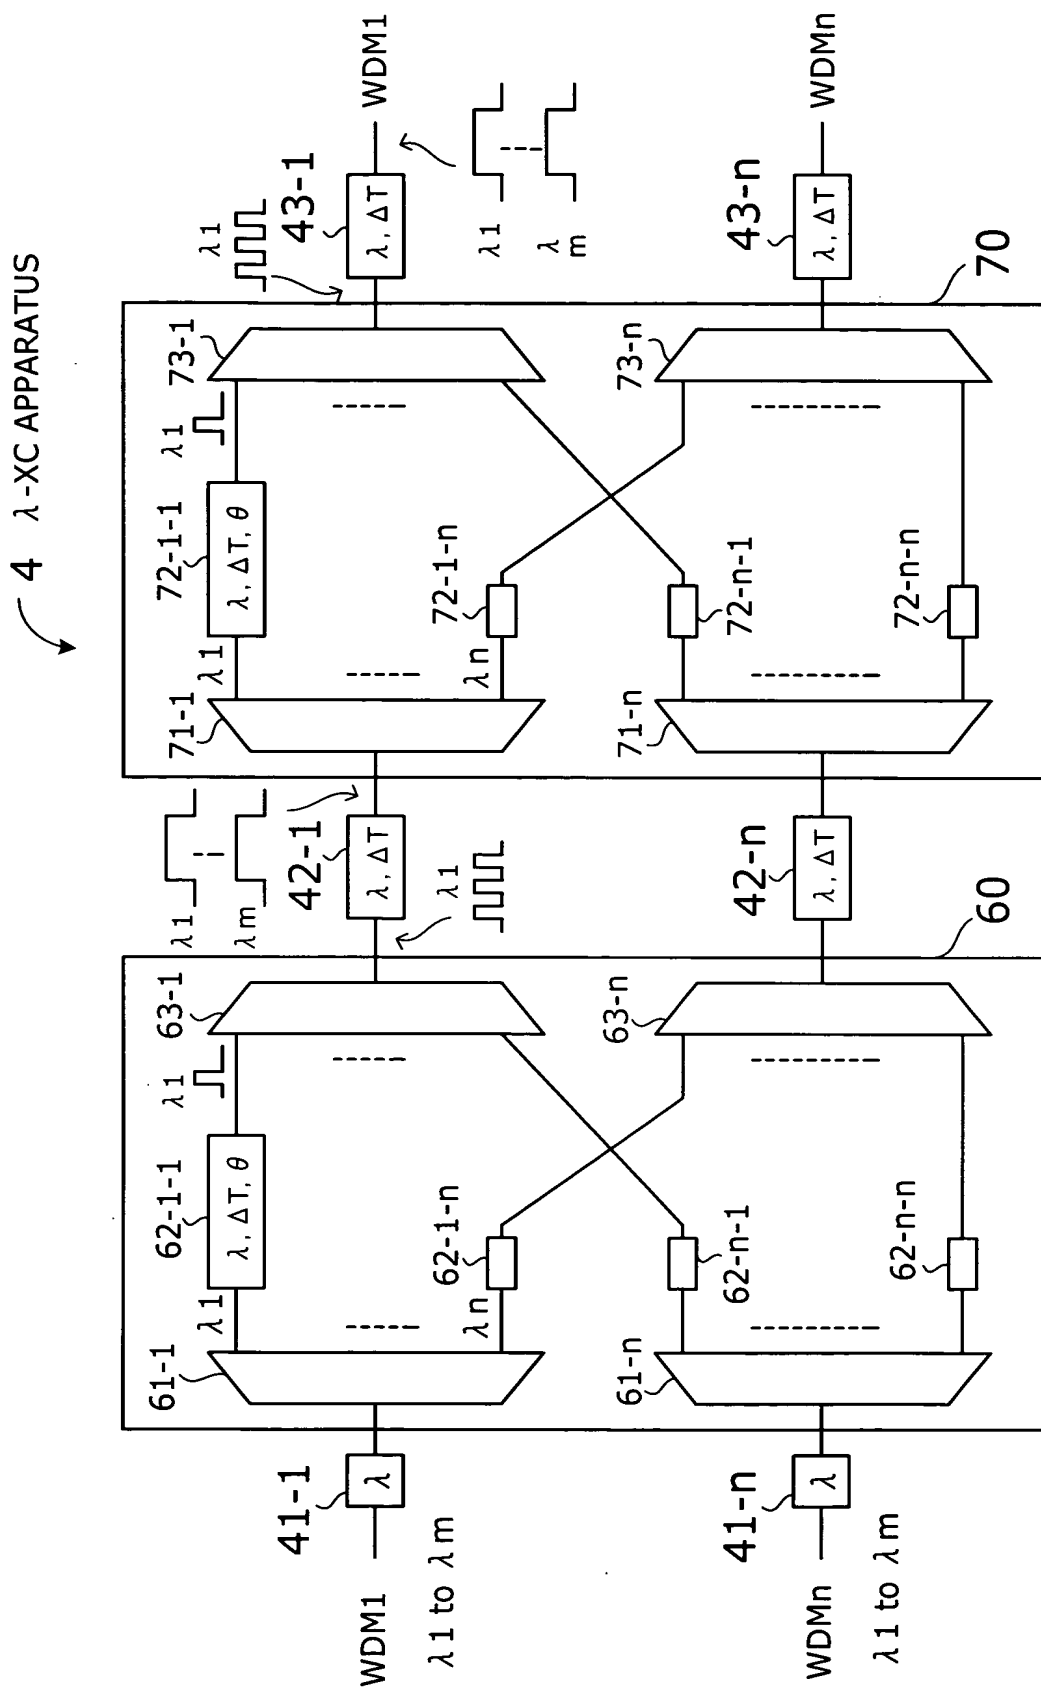 4 λ-XC APPARATUS
WDM1
λ1 to λm
41-1
λ
61-1
λ1
62-1-1
λ, ΔT, θ
λ1
63-1
λn
62-1-n
λ1
λm
42-1
λ, ΔT
λ1
71-1
λ1
72-1-1
λ, ΔT, θ
λ1
73-1
λn
72-1-n
λ1
43-1
λ, ΔT
WDM1
λ1
λ
m
WDMn
λ1 to λm
41-n
λ
61-n
62-n-1
62-n-n
63-n
60
42-n
λ, ΔT
71-n
72-n-1
72-n-n
73-n
70
43-n
λ, ΔT
WDMn